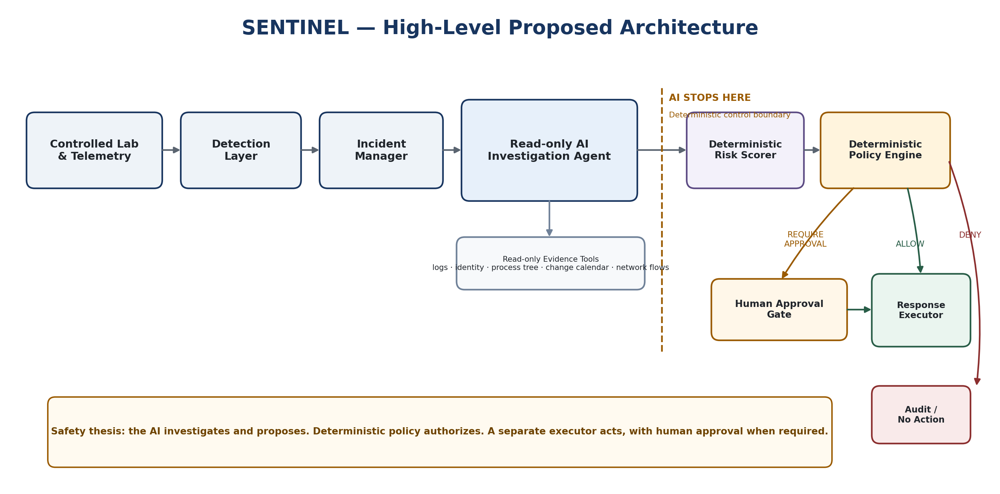 SENTINEL — High-Level Proposed Architecture
AI STOPS HERE
Deterministic control boundary
Controlled Lab
& Telemetry
Detection
Layer
Incident
Manager
Read-only AI
Investigation Agent
Deterministic
Risk Scorer
Deterministic
Policy Engine
REQUIRE
APPROVAL
ALLOW
DENY
Read-only Evidence Tools
logs · identity · process tree · change calendar · network flows
Human Approval
Gate
Response
Executor
Audit /
No Action
Safety thesis: the AI investigates and proposes. Deterministic policy authorizes. A separate executor acts, with human approval when required.